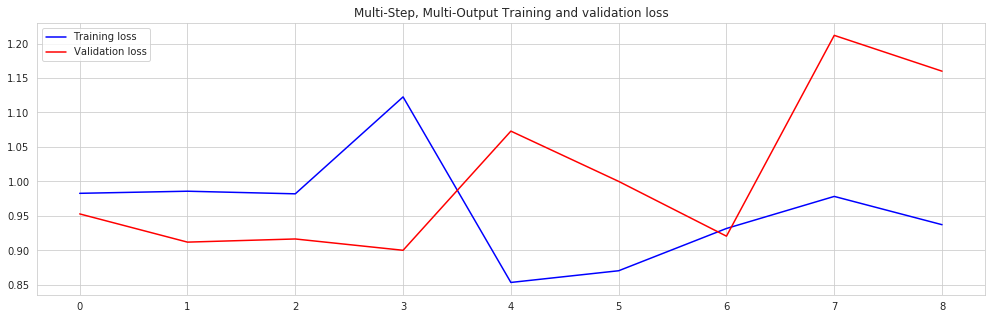 Multi-Step, Multi-Output Training and validation loss
Training loss
Validation loss
1.20
1.15
1.10
1.05
1.00
0.95
0.90
0.85
0 1 2 3 4 5 6 7 8